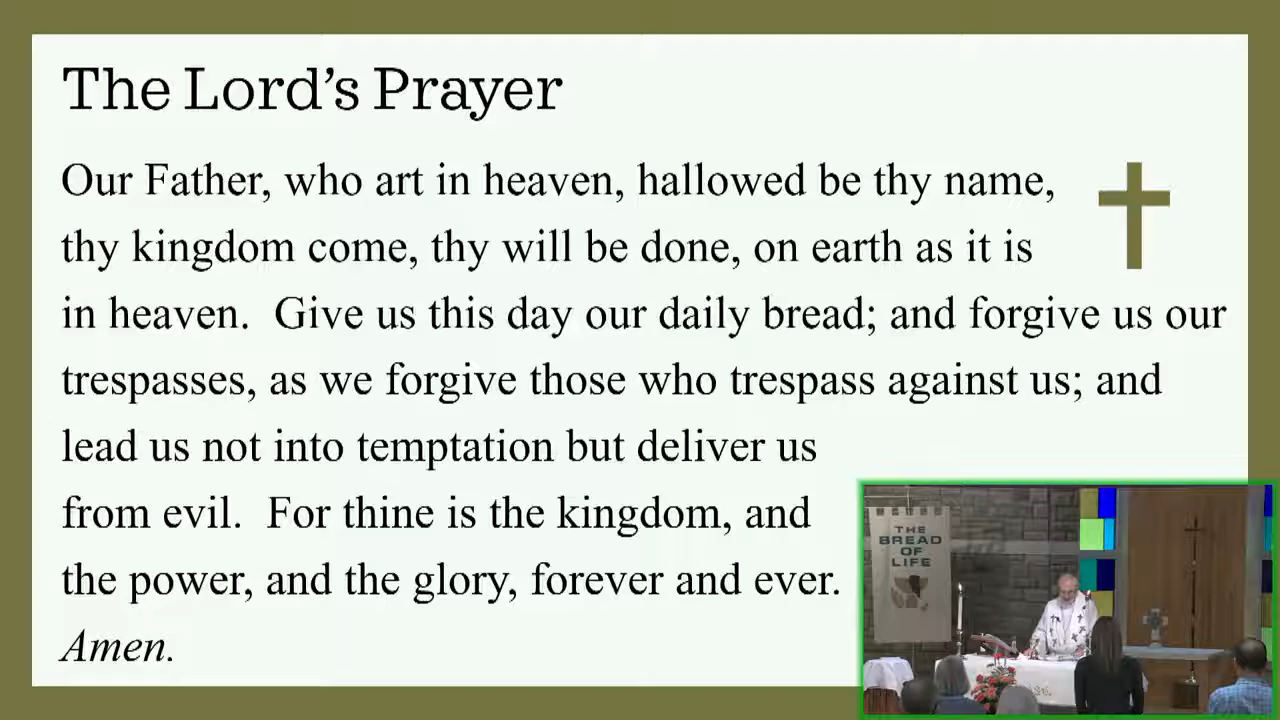 The Lord’s Prayer
Our Father, who art in heaven, hallowed be thy name,
thy kingdom come, thy will be done, on earth as it is
in heaven.  Give us this day our daily bread; and forgive us our
trespasses, as we forgive those who trespass against us; and
lead us not into temptation but deliver us
from evil.  For thine is the kingdom, and
the power, and the glory, forever and ever.
Amen.
THE
BREAD
OF
LIFE